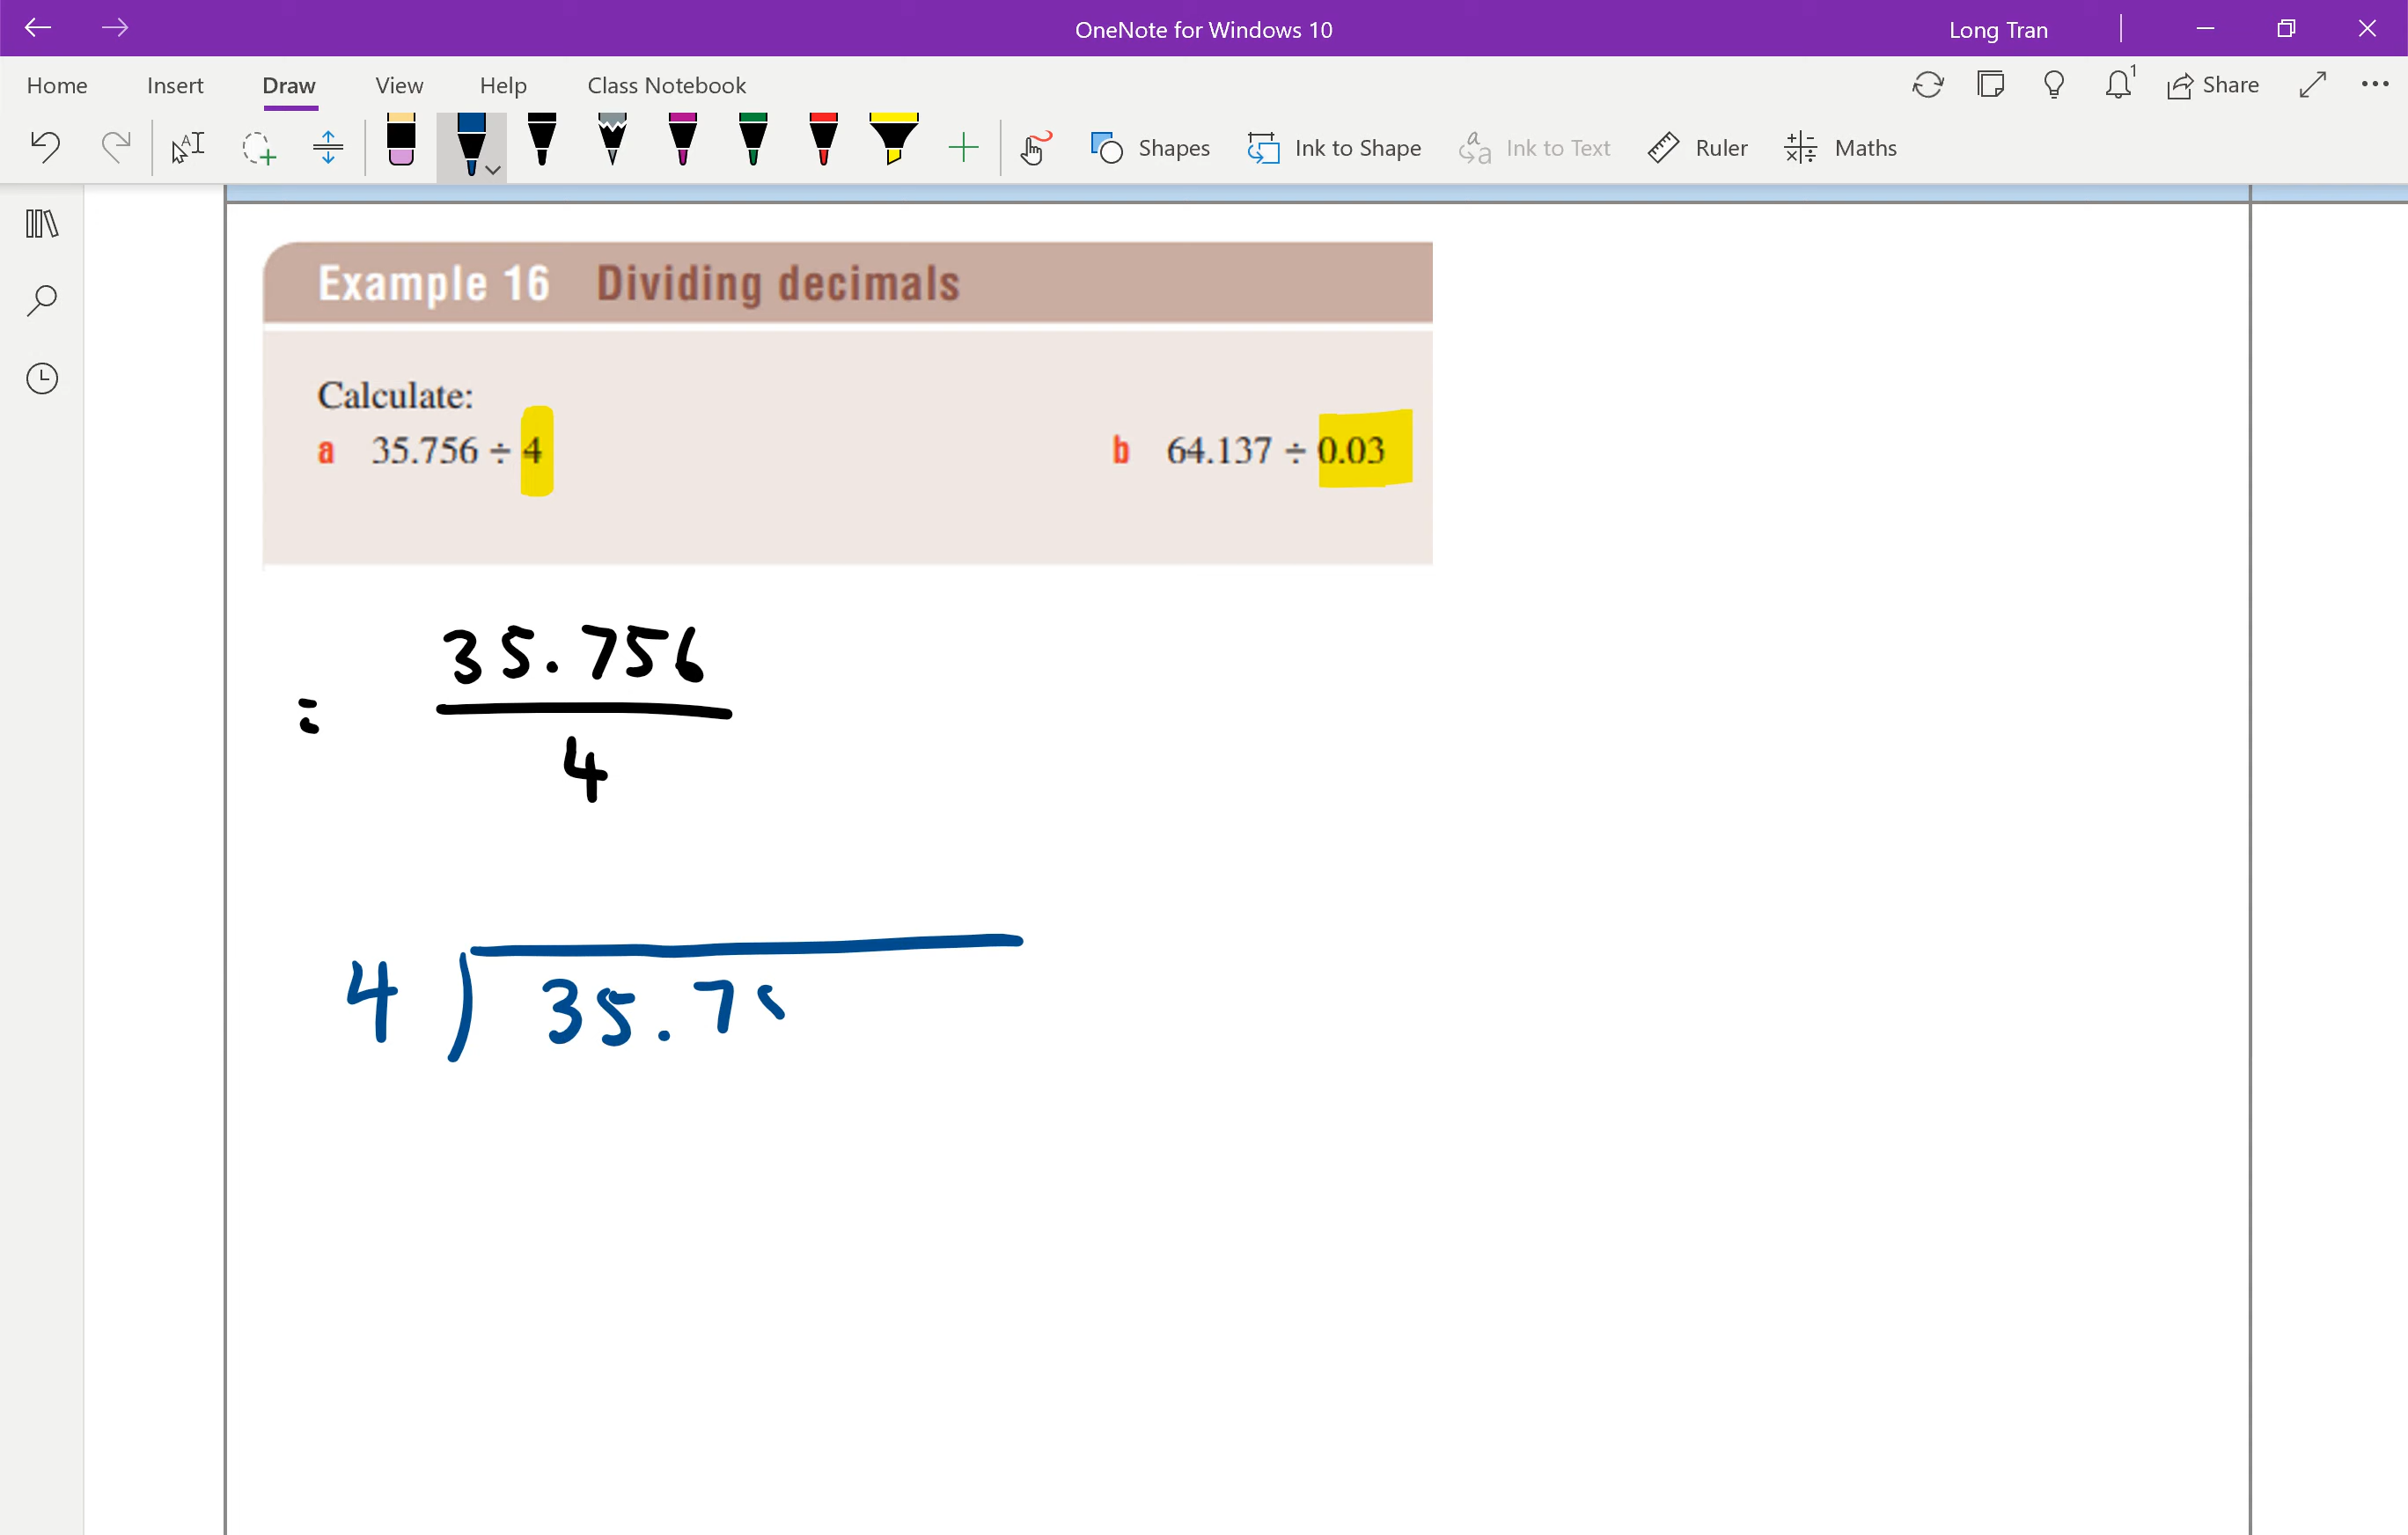 OneNote for Windows 10 Long Tran
Home Insert Draw View Help Class Notebook 1 Share
Shapes Ink to Shape Ink to Text Ruler Maths
Example 16 Dividing decimals
Calculate:
a 35.756 ÷ 4 b 64.137 ÷ 0.03
35.756
=
4
4 ) 35.7